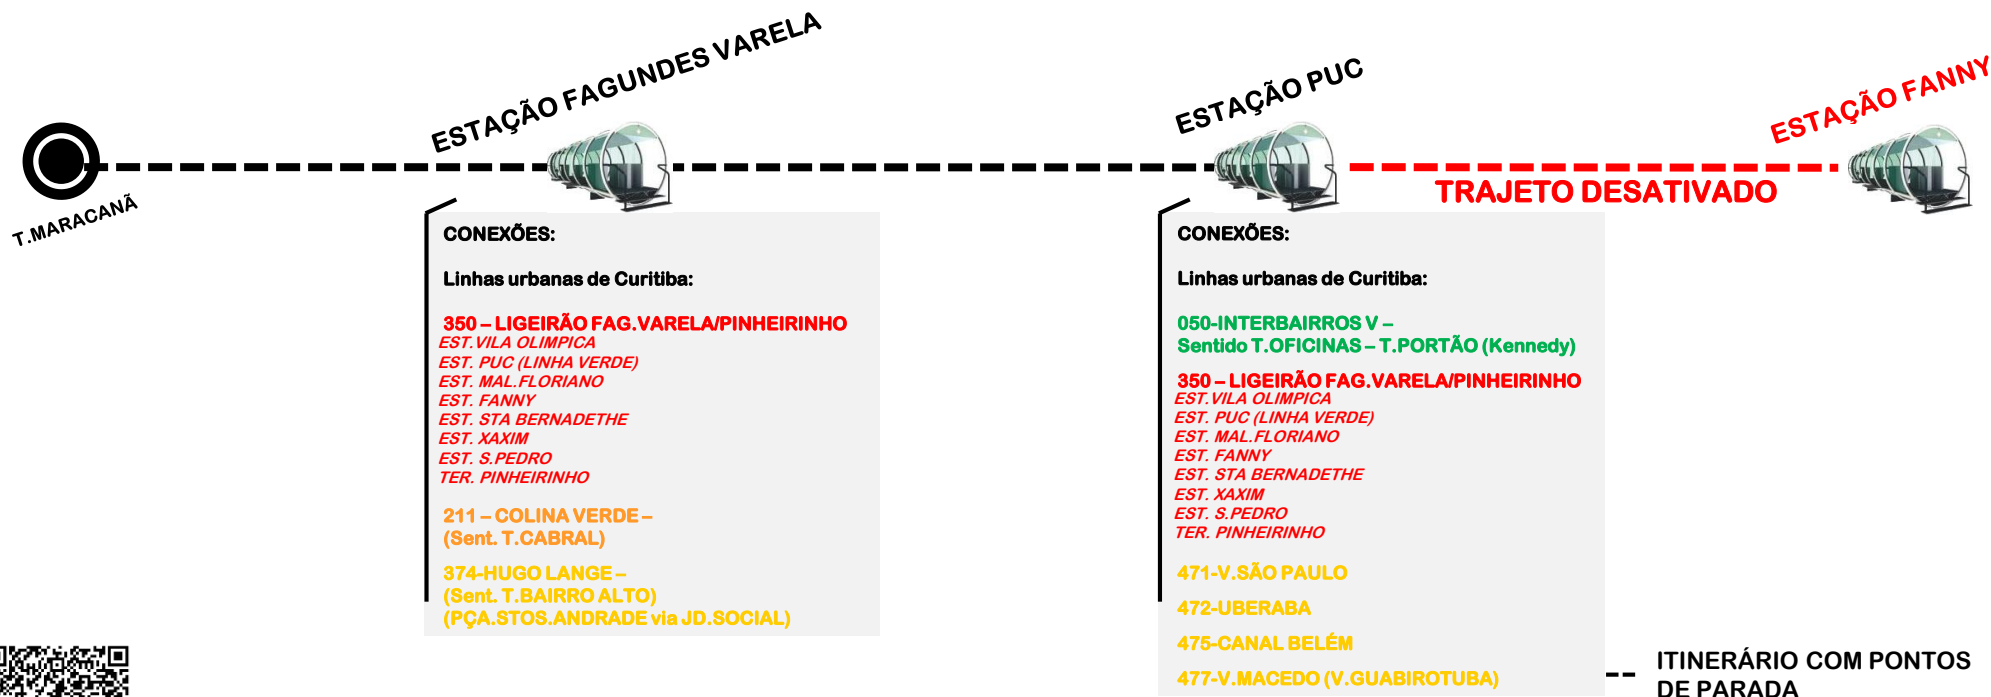 ESTAÇÃO FAGUNDES VARELA
ESTAÇÃO PUC
ESTAÇÃO FANNY
T.MARACANÃ
TRAJETO DESATIVADO
CONEXÕES:
Linhas urbanas de Curitiba:
350 – LIGEIRÃO FAG.VARELA/PINHEIRINHO
EST.VILA OLIMPICA
EST. PUC (LINHA VERDE)
EST. MAL.FLORIANO
EST. FANNY
EST. STA BERNADETHE
EST. XAXIM
EST. S.PEDRO
TER. PINHEIRINHO
211 – COLINA VERDE –
(Sent. T.CABRAL)
374-HUGO LANGE –
(Sent. T.BAIRRO ALTO)
(PÇA.STOS.ANDRADE via JD.SOCIAL)
CONEXÕES:
Linhas urbanas de Curitiba:
050-INTERBAIRROS V –
Sentido T.OFICINAS – T.PORTÃO (Kennedy)
350 – LIGEIRÃO FAG.VARELA/PINHEIRINHO
EST.VILA OLIMPICA
EST. PUC (LINHA VERDE)
EST. MAL.FLORIANO
EST. FANNY
EST. STA BERNADETHE
EST. XAXIM
EST. S.PEDRO
TER. PINHEIRINHO
471-V.SÃO PAULO
472-UBERABA
475-CANAL BELÉM
477-V.MACEDO (V.GUABIROTUBA)
ITINERÁRIO COM PONTOS
DE PARADA